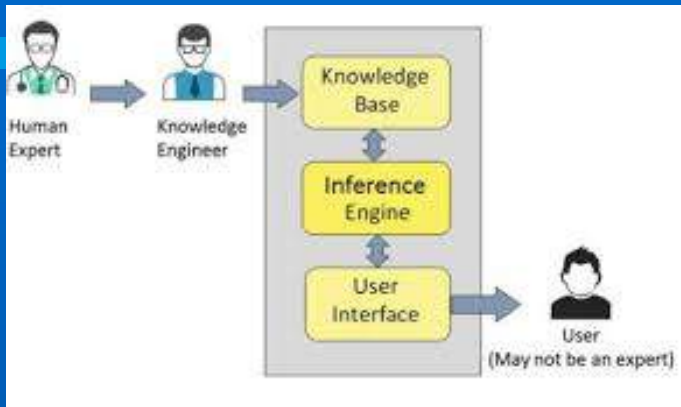 Human
Expert
Knowledge
Engineer
Knowledge
Base
Inference
Engine
User
Interface
User
(May not be an expert)